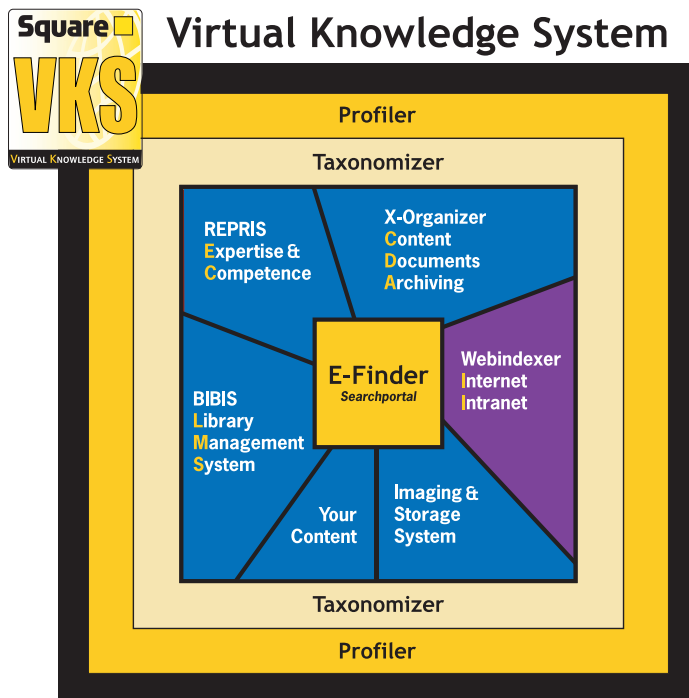 Square
VKS
VIRTUAL KNOWLEDGE SYSTEM
Virtual Knowledge System
Profiler
Taxonomizer
REPRIS
Expertise &
Competence
X-Organizer
Content
Documents
Archiving
E-Finder
Searchportal
Webindexer
Internet
Intranet
BIBIS
Library
Management
System
Your
Content
Imaging &
Storage
System
Taxonomizer
Profiler